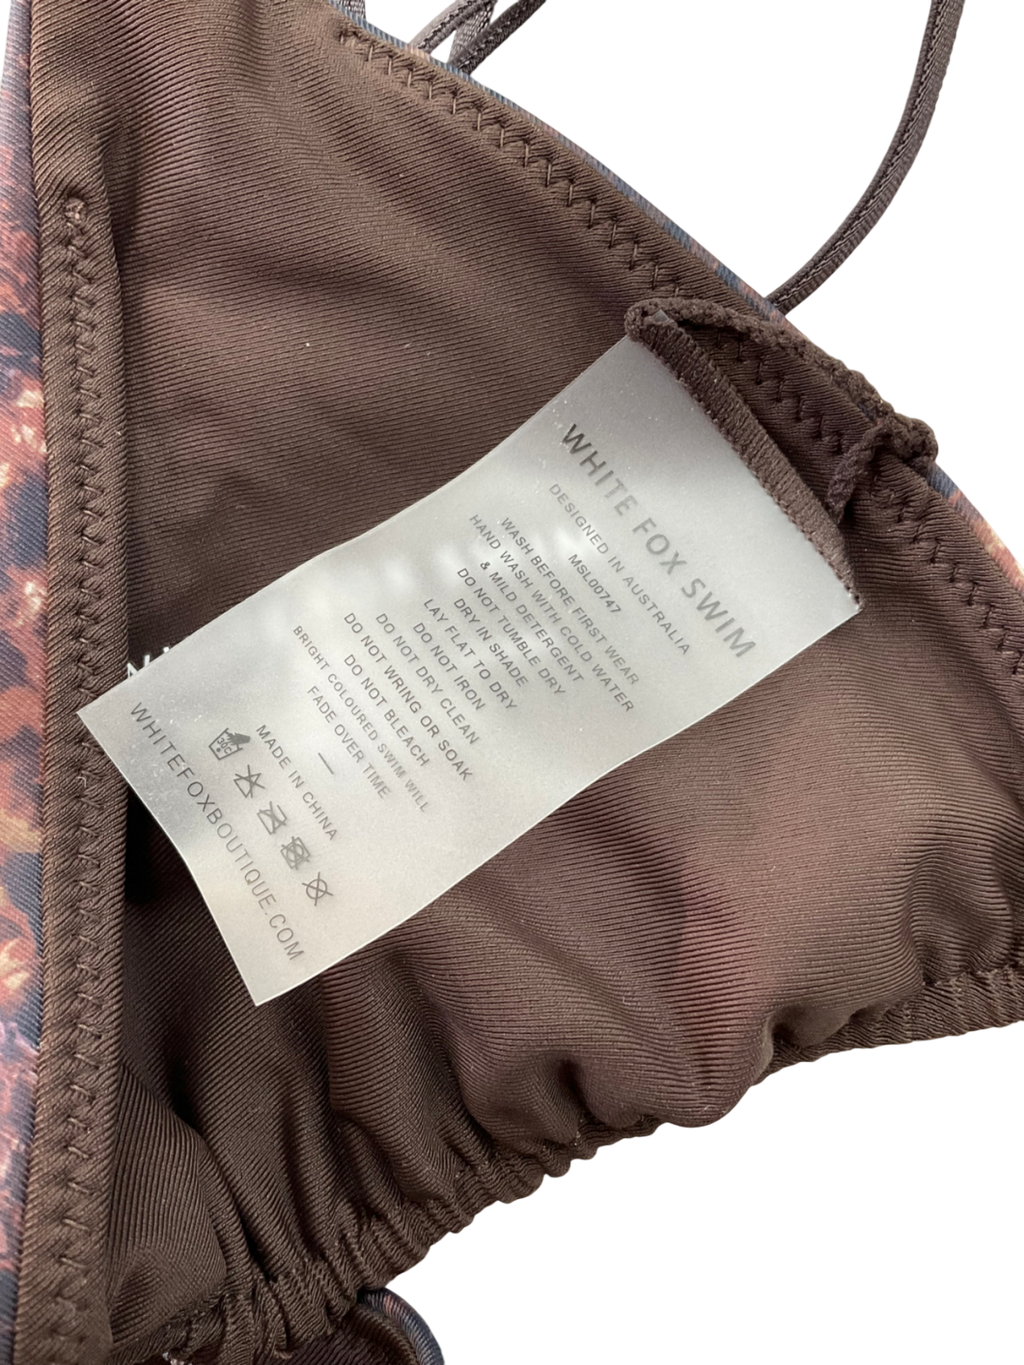 WHITE FOX SWIM
DESIGNED IN AUSTRALIA
MSL00747
WASH BEFORE FIRST WEAR
HAND WASH WITH COLD WATER
& MILD DETERGENT
DO NOT TUMBLE DRY
DRY IN SHADE
LAY FLAT TO DRY
DO NOT IRON
DO NOT DRY CLEAN
DO NOT WRING OR SOAK
DO NOT BLEACH
BRIGHT COLOURED SWIM WILL
FADE OVER TIME
—
MADE IN CHINA
WHITEFOXBOUTIQUE.COM